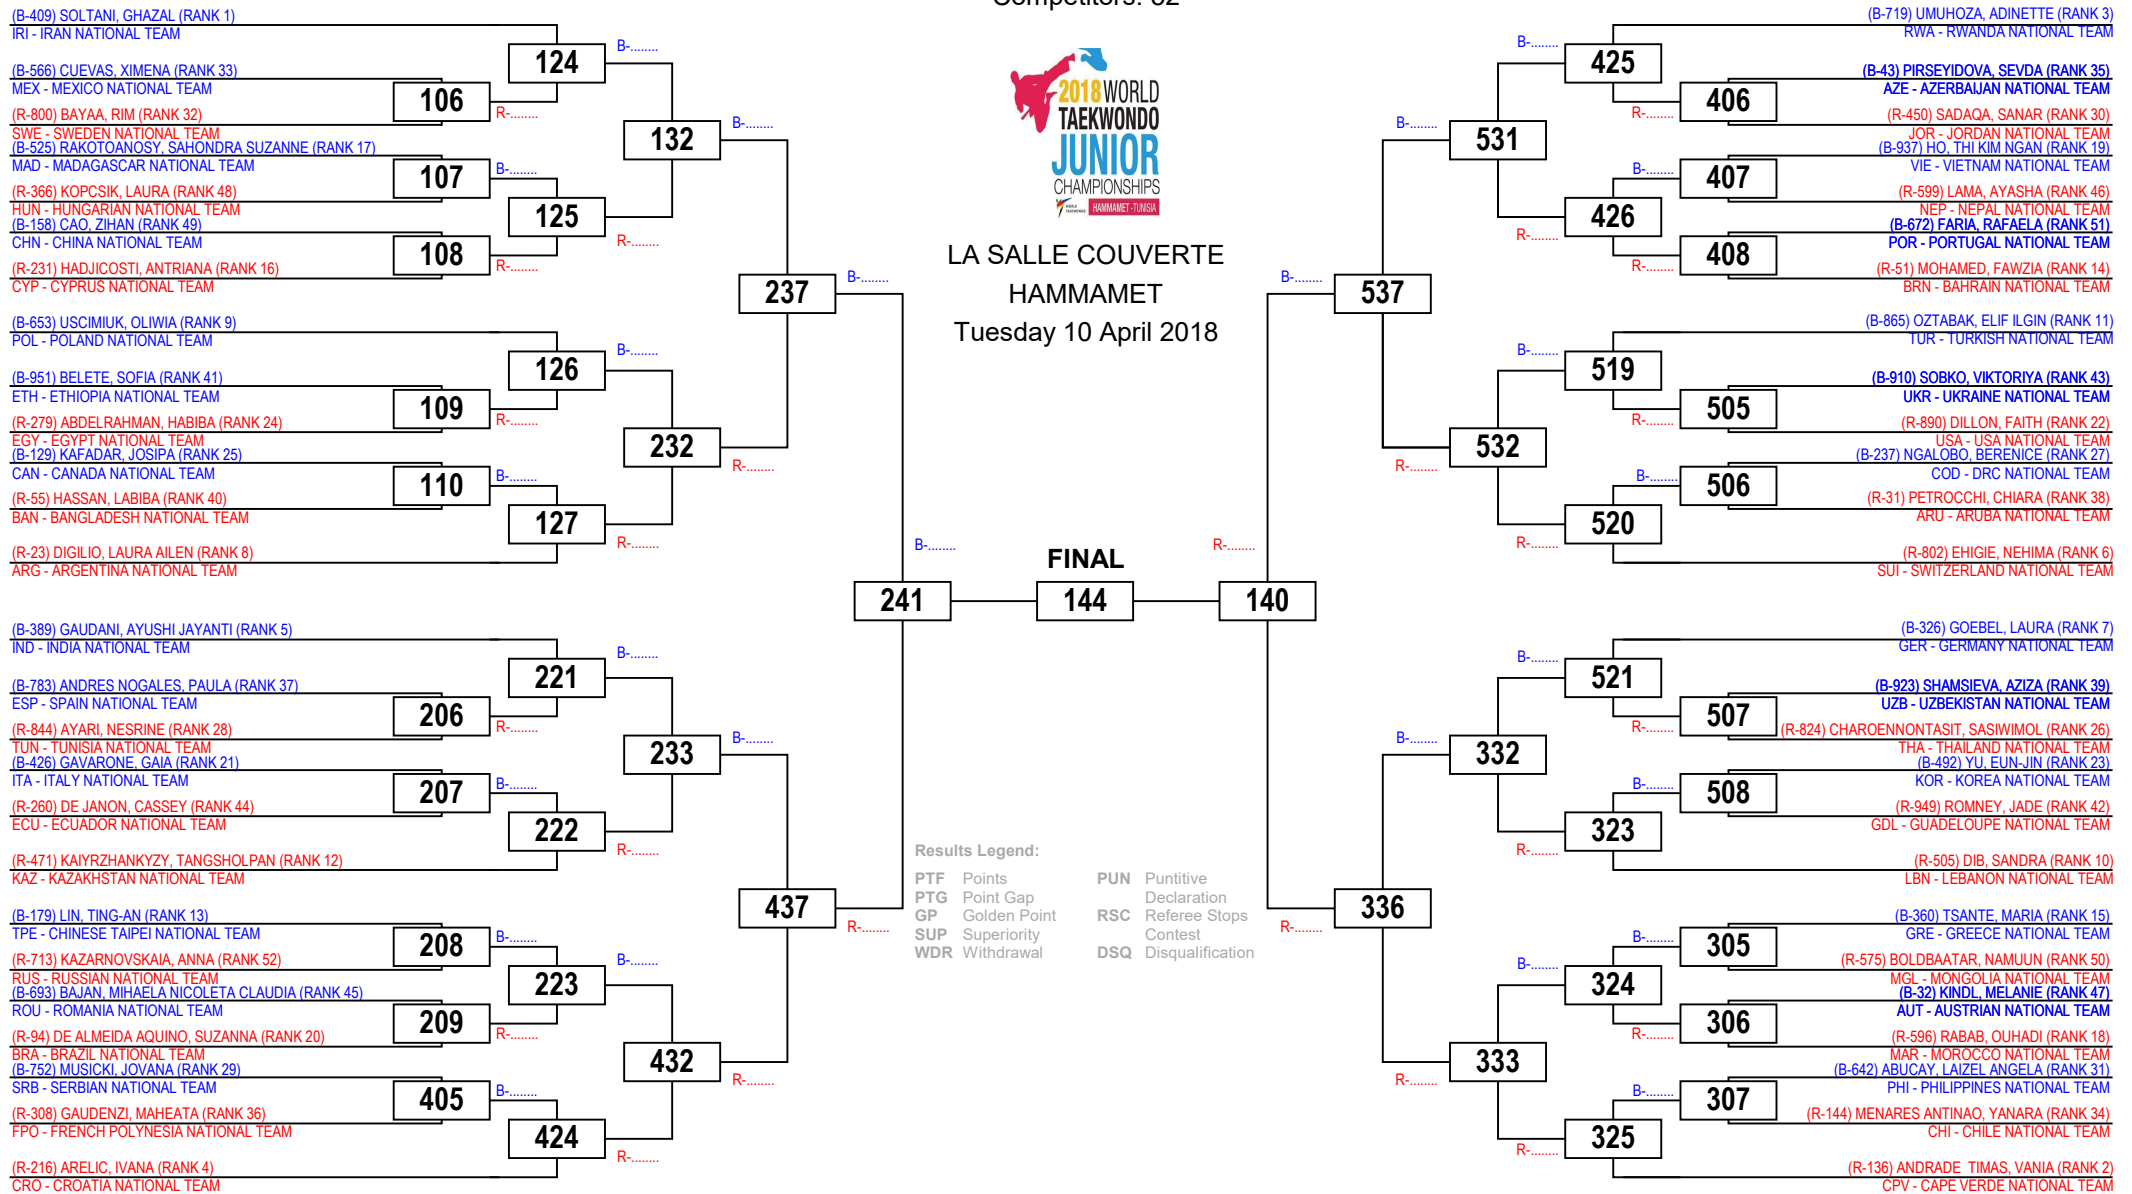 Competitors: 52
(B-409) SOLTANI, GHAZAL (RANK 1)
IRI - IRAN NATIONAL TEAM
(B-566) CUEVAS, XIMENA (RANK 33)
MEX - MEXICO NATIONAL TEAM
(R-800) BAYAA, RIM (RANK 32)
SWE - SWEDEN NATIONAL TEAM
(B-525) RAKOTOANOSY, SAHONDRA SUZANNE (RANK 17)
MAD - MADAGASCAR NATIONAL TEAM
(R-366) KOPCSIK, LAURA (RANK 48)
HUN - HUNGARIAN NATIONAL TEAM
(B-158) CAO, ZIHAN (RANK 49)
CHN - CHINA NATIONAL TEAM
(R-231) HADJICOSTI, ANTRIANA (RANK 16)
CYP - CYPRUS NATIONAL TEAM
(B-653) USCIMIUK, OLIWIA (RANK 9)
POL - POLAND NATIONAL TEAM
(B-951) BELETE, SOFIA (RANK 41)
ETH - ETHIOPIA NATIONAL TEAM
(R-279) ABDELRAHMAN, HABIBA (RANK 24)
EGY - EGYPT NATIONAL TEAM
(B-129) KAFADAR, JOSIPA (RANK 25)
CAN - CANADA NATIONAL TEAM
(R-55) HASSAN, LABIBA (RANK 40)
BAN - BANGLADESH NATIONAL TEAM
(R-23) DIGILIO, LAURA AILEN (RANK 8)
ARG - ARGENTINA NATIONAL TEAM
(B-389) GAUDANI, AYUSHI JAYANTI (RANK 5)
IND - INDIA NATIONAL TEAM
(B-783) ANDRES NOGALES, PAULA (RANK 37)
ESP - SPAIN NATIONAL TEAM
(R-844) AYARI, NESRINE (RANK 28)
TUN - TUNISIA NATIONAL TEAM
(B-426) GAVARONE, GAIA (RANK 21)
ITA - ITALY NATIONAL TEAM
(R-260) DE JANON, CASSEY (RANK 44)
ECU - ECUADOR NATIONAL TEAM
(R-471) KAIYRZHANKYZY, TANGSHOLPAN (RANK 12)
KAZ - KAZAKHSTAN NATIONAL TEAM
(B-179) LIN, TING-AN (RANK 13)
TPE - CHINESE TAIPEI NATIONAL TEAM
(R-713) KAZARNOVSKAIA, ANNA (RANK 52)
RUS - RUSSIAN NATIONAL TEAM
(B-693) BAJAN, MIHAELA NICOLETA CLAUDIA (RANK 45)
ROU - ROMANIA NATIONAL TEAM
(R-94) DE ALMEIDA AQUINO, SUZANNA (RANK 20)
BRA - BRAZIL NATIONAL TEAM
(B-752) MUSICKI, JOVANA (RANK 29)
SRB - SERBIAN NATIONAL TEAM
(R-308) GAUDENZI, MAHEATA (RANK 36)
FPO - FRENCH POLYNESIA NATIONAL TEAM
(R-216) ARELIC, IVANA (RANK 4)
CRO - CROATIA NATIONAL TEAM
106
107
108
109
110
206
207
208
209
405
R-........
B-........
R-........
R-........
B-........
R-........
B-........
B-........
R-........
B-........
124
125
126
127
221
222
223
424
B-........
R-........
B-........
R-........
B-........
R-........
B-........
R-........
132
232
233
432
B-........
R-........
B-........
R-........
237
437
B-........
R-........
241
B-........
2018 WORLD
TAEKWONDO
JUNIOR
CHAMPIONSHIPS
WORLD
TAEKWONDO
HAMMAMET - TUNISIA
LA SALLE COUVERTE
HAMMAMET
Tuesday 10 April 2018
FINAL
144
Results Legend:
PTF Points
PTG Point Gap
GP Golden Point
SUP Superiority
WDR Withdrawal
PUN Puntitive
Declaration
RSC Referee Stops
Contest
DSQ Disqualification
R-........
140
B-........
R-........
537
336
B-........
R-........
B-........
R-........
531
532
332
333
B-........
R-........
B-........
R-........
B-........
R-........
B-........
R-........
425
426
519
520
521
323
324
325
R-........
B-........
R-........
R-........
B-........
R-........
B-........
B-........
R-........
B-........
406
407
408
505
506
507
508
305
306
307
(B-719) UMUHOZA, ADINETTE (RANK 3)
RWA - RWANDA NATIONAL TEAM
(B-43) PIRSEYIDOVA, SEVDA (RANK 35)
AZE - AZERBAIJAN NATIONAL TEAM
(R-450) SADAQA, SANAR (RANK 30)
JOR - JORDAN NATIONAL TEAM
(B-937) HO, THI KIM NGAN (RANK 19)
VIE - VIETNAM NATIONAL TEAM
(R-599) LAMA, AYASHA (RANK 46)
NEP - NEPAL NATIONAL TEAM
(B-672) FARIA, RAFAELA (RANK 51)
POR - PORTUGAL NATIONAL TEAM
(R-51) MOHAMED, FAWZIA (RANK 14)
BRN - BAHRAIN NATIONAL TEAM
(B-865) OZTABAK, ELIF ILGIN (RANK 11)
TUR - TURKISH NATIONAL TEAM
(B-910) SOBKO, VIKTORIYA (RANK 43)
UKR - UKRAINE NATIONAL TEAM
(R-890) DILLON, FAITH (RANK 22)
USA - USA NATIONAL TEAM
(B-237) NGALOBO, BERENICE (RANK 27)
COD - DRC NATIONAL TEAM
(R-31) PETROCCHI, CHIARA (RANK 38)
ARU - ARUBA NATIONAL TEAM
(R-802) EHIGIE, NEHIMA (RANK 6)
SUI - SWITZERLAND NATIONAL TEAM
(B-326) GOEBEL, LAURA (RANK 7)
GER - GERMANY NATIONAL TEAM
(B-923) SHAMSIEVA, AZIZA (RANK 39)
UZB - UZBEKISTAN NATIONAL TEAM
(R-824) CHAROENNONTASIT, SASIWIMOL (RANK 26)
THA - THAILAND NATIONAL TEAM
(B-492) YU, EUN-JIN (RANK 23)
KOR - KOREA NATIONAL TEAM
(R-949) ROMNEY, JADE (RANK 42)
GDL - GUADELOUPE NATIONAL TEAM
(R-505) DIB, SANDRA (RANK 10)
LBN - LEBANON NATIONAL TEAM
(B-360) TSANTE, MARIA (RANK 15)
GRE - GREECE NATIONAL TEAM
(R-575) BOLDBAATAR, NAMUUN (RANK 50)
MGL - MONGOLIA NATIONAL TEAM
(B-32) KINDL, MELANIE (RANK 47)
AUT - AUSTRIAN NATIONAL TEAM
(R-596) RABAB, OUHADI (RANK 18)
MAR - MOROCCO NATIONAL TEAM
(B-642) ABUCAY, LAIZEL ANGELA (RANK 31)
PHI - PHILIPPINES NATIONAL TEAM
(R-144) MENARES ANTINAO, YANARA (RANK 34)
CHI - CHILE NATIONAL TEAM
(R-136) ANDRADE TIMAS, VANIA (RANK 2)
CPV - CAPE VERDE NATIONAL TEAM